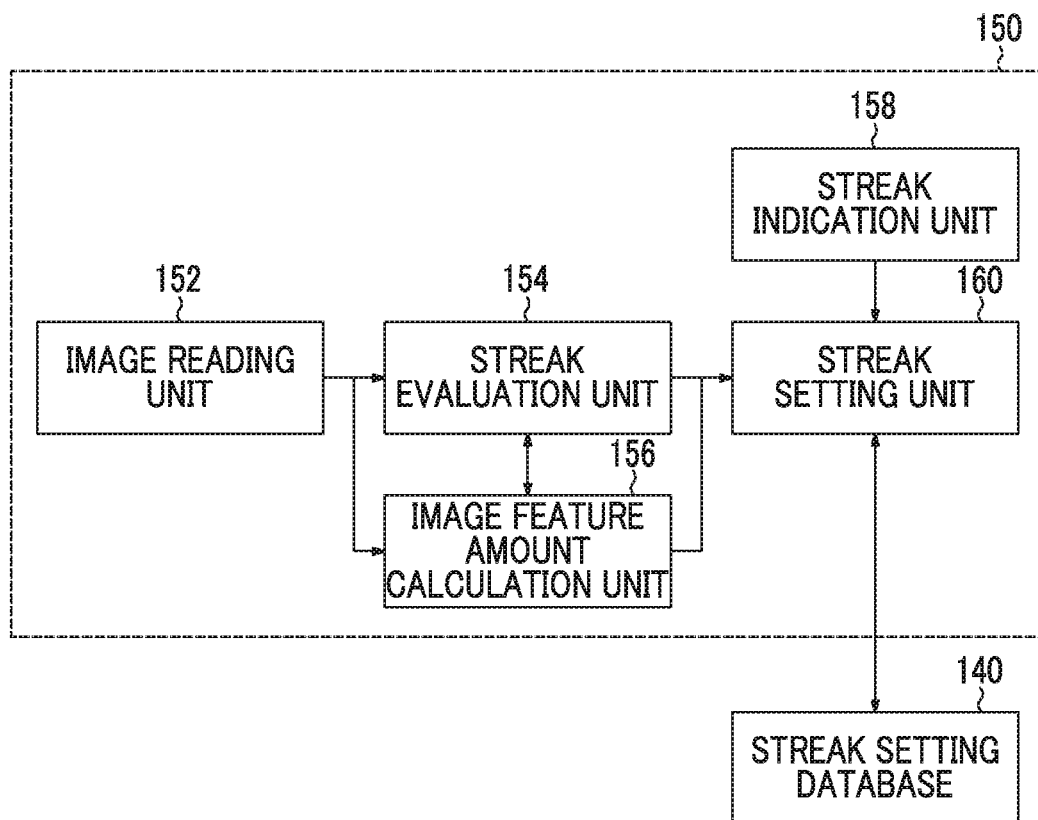 150
158
STREAK
INDICATION UNIT
152
IMAGE READING
UNIT
154
STREAK
EVALUATION UNIT
160
STREAK
SETTING UNIT
156
IMAGE FEATURE
AMOUNT
CALCULATION UNIT
140
STREAK SETTING
DATABASE